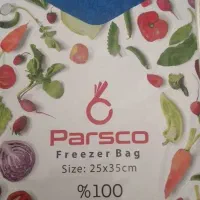 Parsco
Freezer Bag
Size: 25x35cm
%100